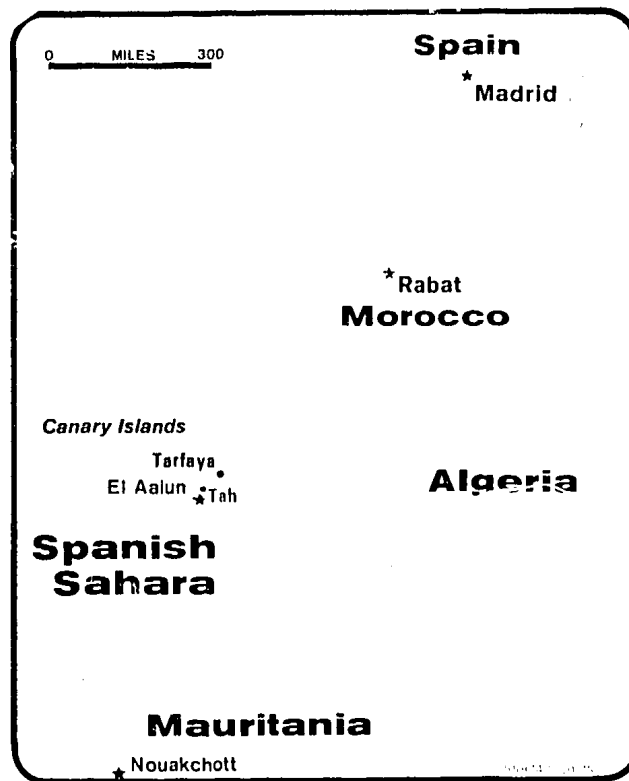 Spain
0 MILES 300
Madrid
Rabat
Morocco
Canary Islands
Tarfaya
El Aalun
Tah
Algeria
Spanish
Sahara
Mauritania
Nouakchott